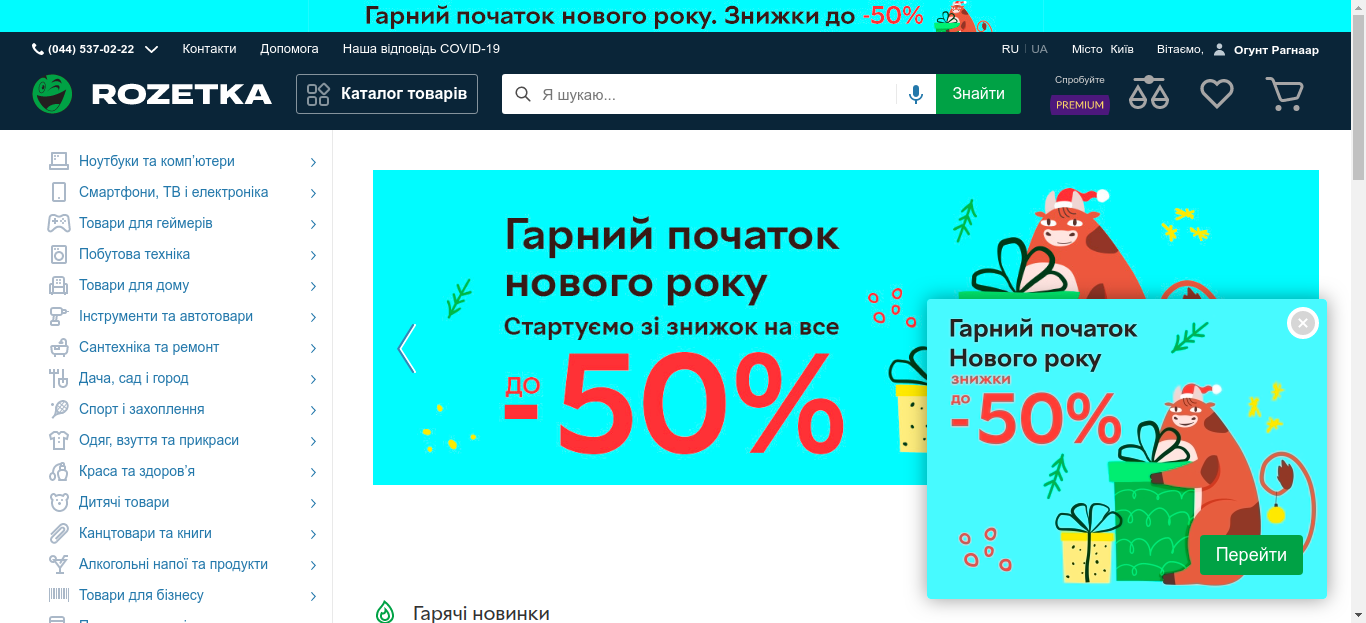 Гарний початок нового року. Знижки до -50%
(044) 537-02-22 Контакти Допомога Наша відповідь COVID-19 RU UA Місто Київ Вітаємо, Огунт Рагнаар
ROZETKA Каталог товарів Я шукаю... Знайти Спробуйте PREMIUM
Ноутбуки та комп'ютери
Смартфони, ТВ і електроніка
Товари для геймерів
Побутова техніка
Товари для дому
Інструменти та автотовари
Сантехніка та ремонт
Дача, сад і город
Спорт і захоплення
Одяг, взуття та прикраси
Краса та здоров'я
Дитячі товари
Канцтовари та книги
Алкогольні напої та продукти
Товари для бізнесу
Гарний початок
нового року
Стартуємо зі знижок на все
до
-50%
Гарний початок
Нового року
знижки
до
-50%
Перейти
Гарячі новинки